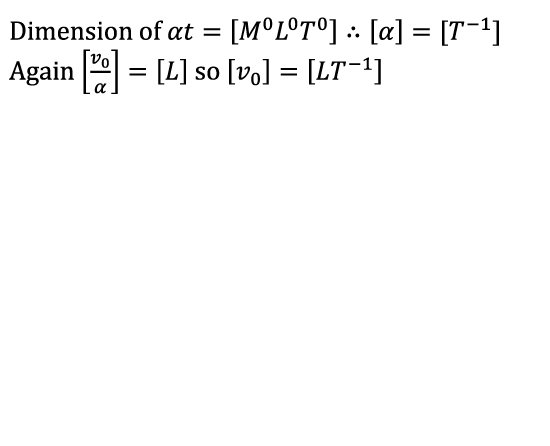 Dimension of αt = [M⁰L⁰T⁰] ∴ [α] = [T⁻¹]
Again [v₀/α] = [L] so [v₀] = [LT⁻¹]